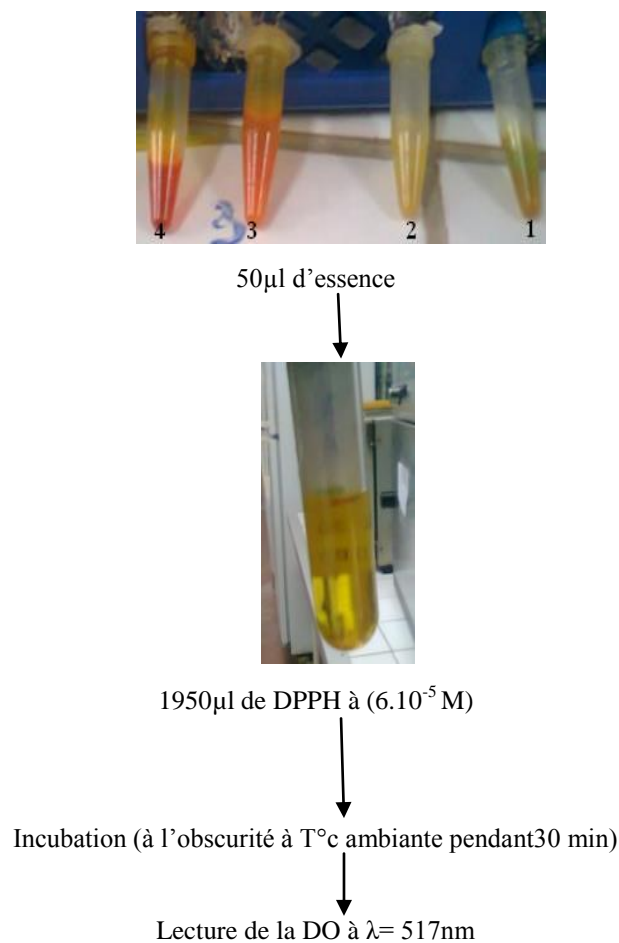 4 3 3 2 1
50µl d’essence
1950µl de DPPH à (6.10⁻⁵ M)
Incubation (à l’obscurité à T°c ambiante pendant30 min)
Lecture de la DO à λ= 517nm